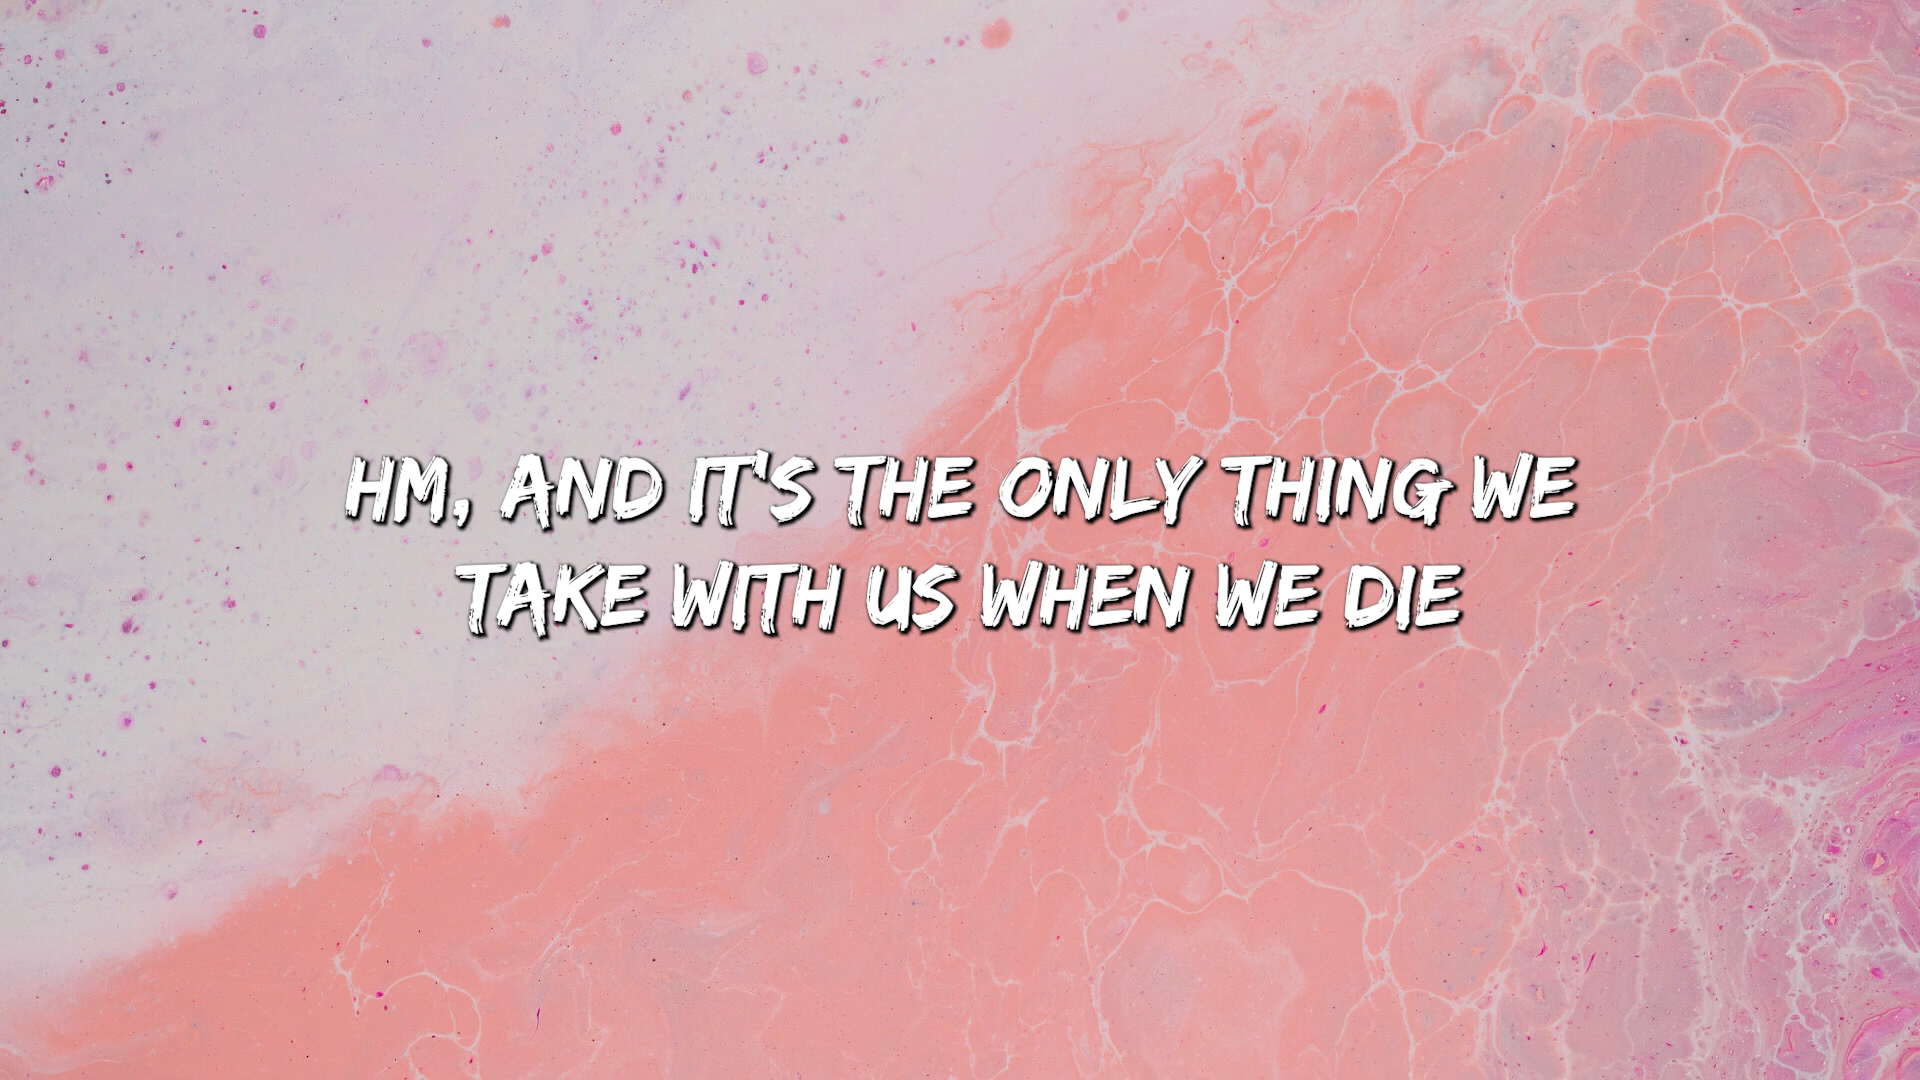 HM, AND IT'S THE ONLY THING WE
TAKE WITH US WHEN WE DIE